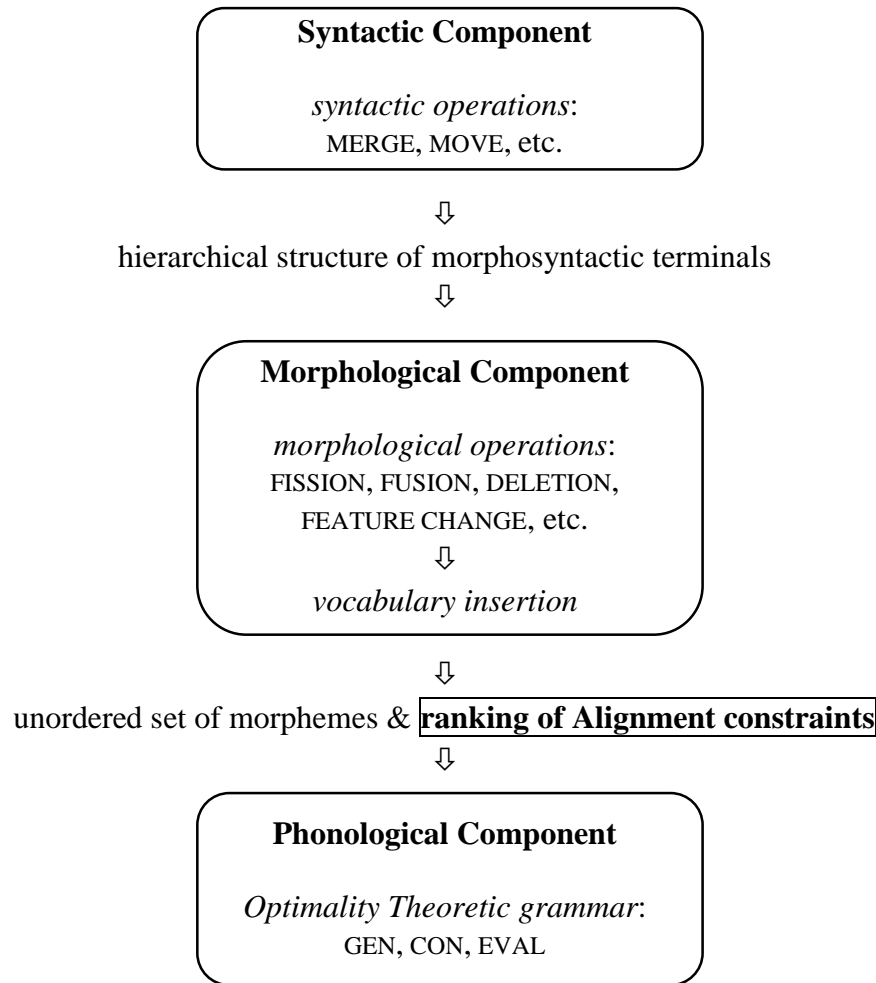 Syntactic Component
syntactic operations:
MERGE, MOVE, etc.
⇩
hierarchical structure of morphosyntactic terminals
⇩
Morphological Component
morphological operations:
FISSION, FUSION, DELETION,
FEATURE CHANGE, etc.
⇩
vocabulary insertion
⇩
unordered set of morphemes & ranking of Alignment constraints
⇩
Phonological Component
Optimality Theoretic grammar:
GEN, CON, EVAL